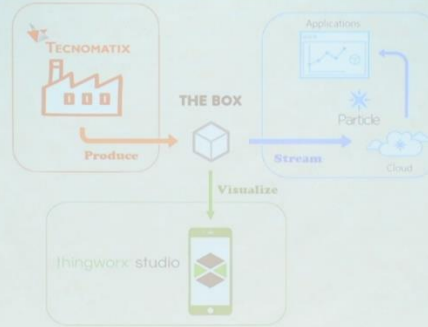 TECNOMATIX
Applications
THE BOX
Particle
Produce
Stream
Cloud
Visualize
thingworx studio